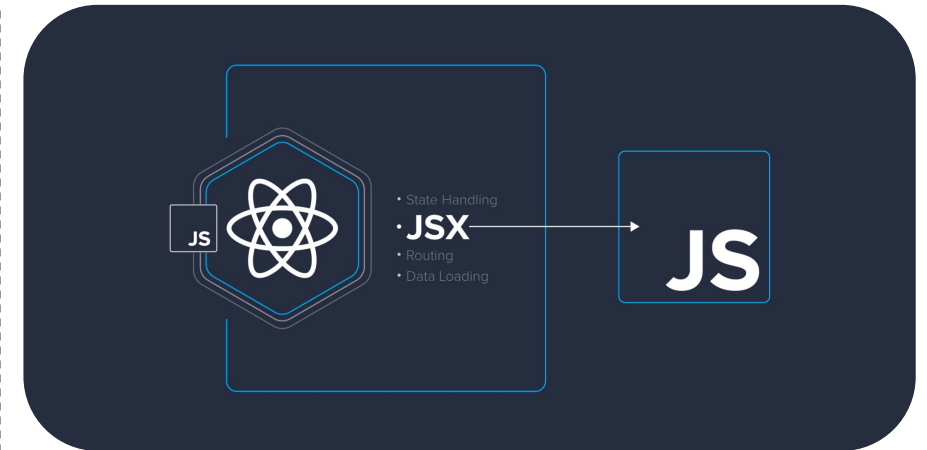 JS
• State Handling
• JSX
• Routing
• Data Loading
JS